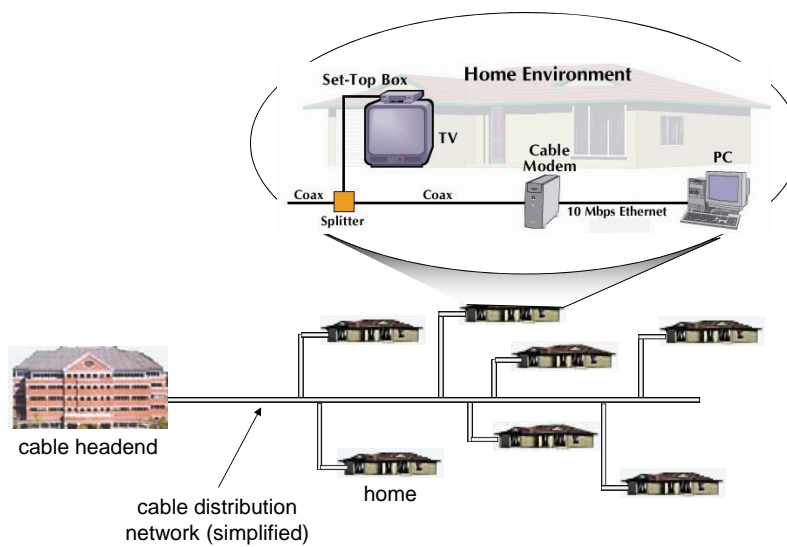 Home Environment
Set-Top Box
TV
Cable
Modem
PC
Coax
Coax
10 Mbps Ethernet
Splitter
cable headend
home
cable distribution
network (simplified)